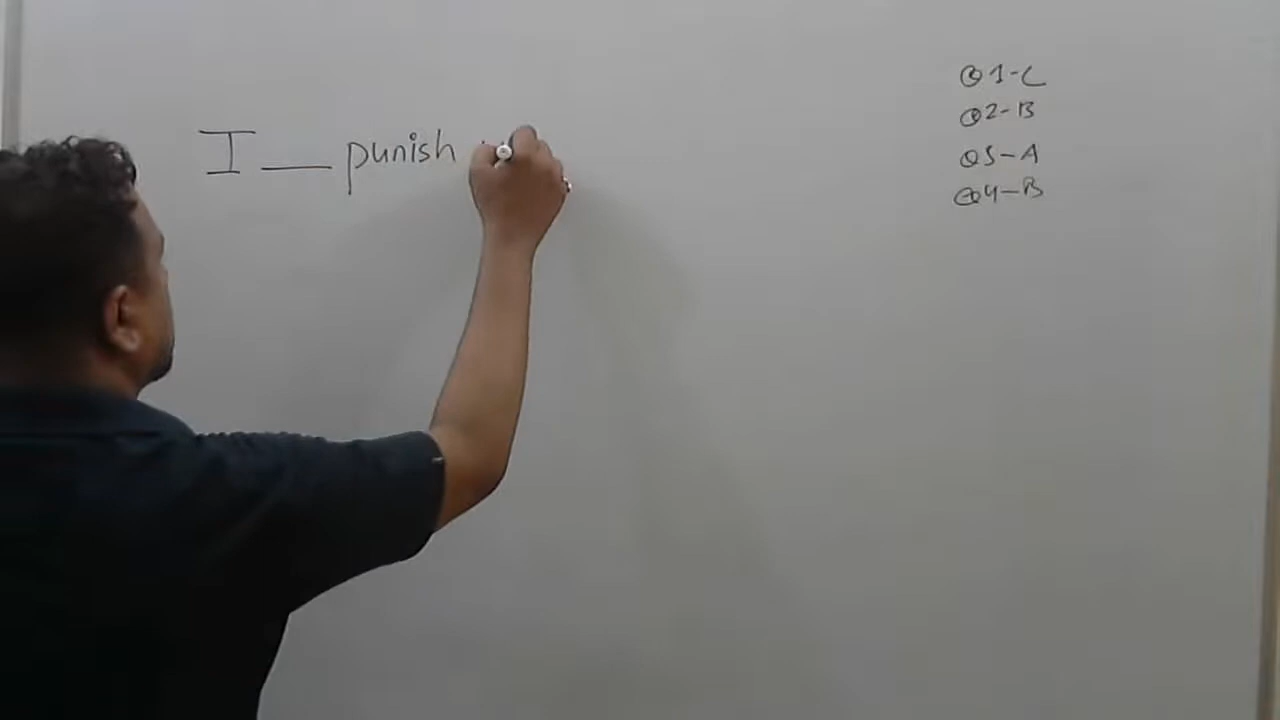 I __ punish
Q1-C
Q2-B
Q3-A
Q4-B